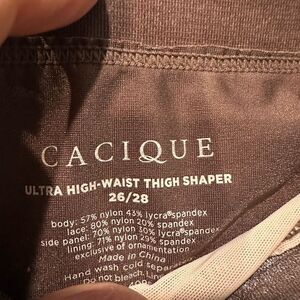 CACIQUE
ULTRA HIGH-WAIST THIGH SHAPER
26/28
body: 57% nylon 43% lycra®spandex
lace: 80% nylon 20% spandex
side panel: 70% nylon 30% lycra®spandex
lining: 71% nylon 29% spandex
exclusive of ornamentation
Made in China
Hand wash cold separately
Do not bleach.